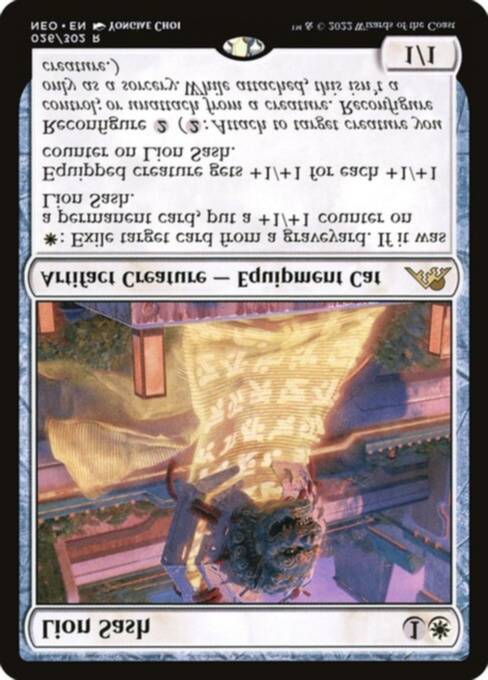 Lion Sash 1
Artifact Creature — Equipment Cat
: Exile target card from a graveyard. If it was
a permanent card, put a +1/+1 counter on
Lion Sash.
Equipped creature gets +1/+1 for each +1/+1
counter on Lion Sash.
Reconfigure 2 (2: Attach to target creature you
control; or unattach from a creature. Reconfigure
only as a sorcery. While attached, this isn't a
creature.)
1/1
026/302 R
NEO • EN YONGJAE CHOI
™ & © 2022 Wizards of the Coast